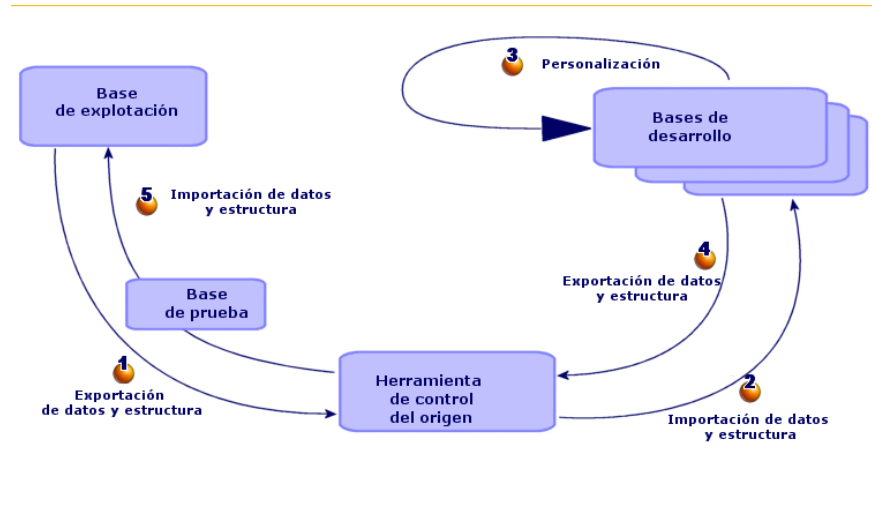 3
Personalización
Base
de explotación
Bases de
desarrollo
5
Importación de datos
y estructura
4
Exportación de datos
y estructura
Base
de prueba
1
Exportación
de datos y estructura
Herramienta
de control
del origen
2
Importación de datos
y estructura